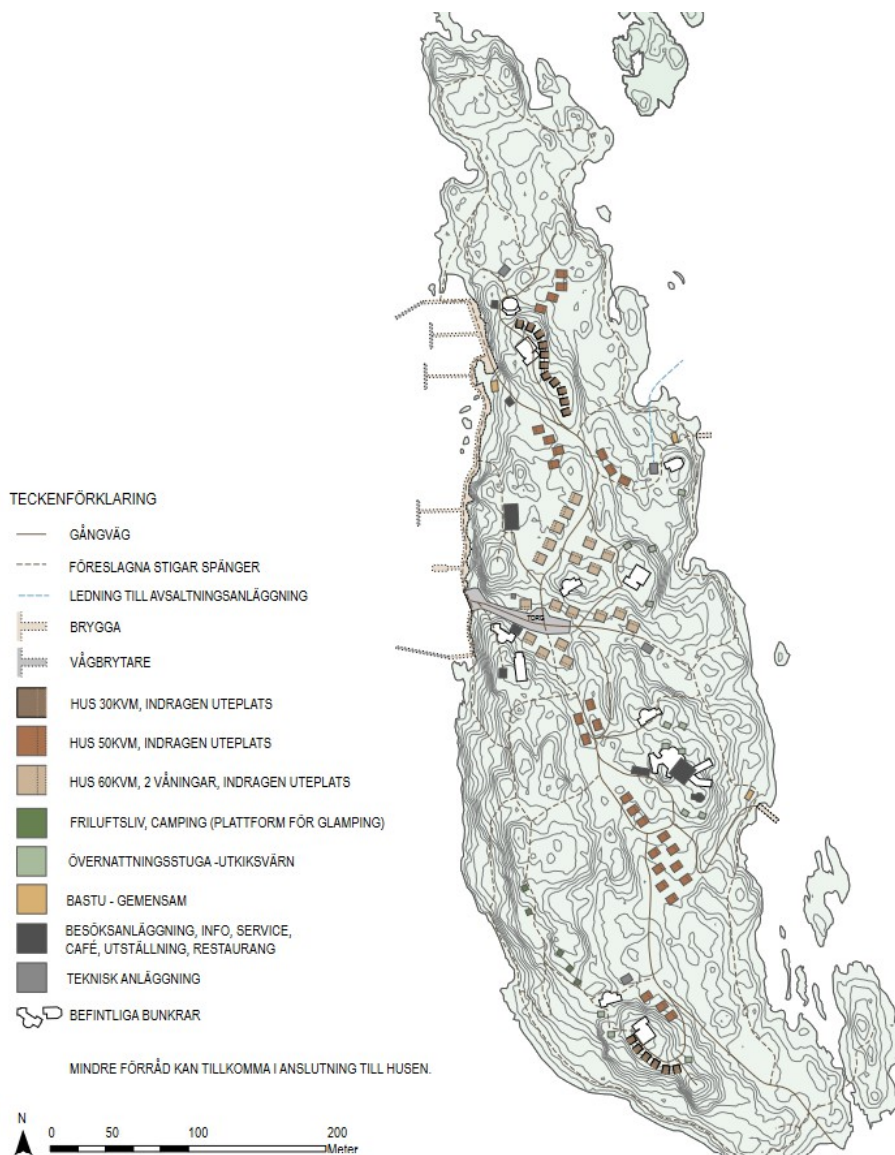 TORG
TECKENFÖRKLARING
GÅNGVÄG
FÖRESLAGNA STIGAR SPÄNGER
LEDNING TILL AVSALTNINGSANLÄGGNING
BRYGGA
VÅGBRYTARE
HUS 30KVM, INDRAGEN UTEPLATS
HUS 50KVM, INDRAGEN UTEPLATS
HUS 60KVM, 2 VÅNINGAR, INDRAGEN UTEPLATS
FRILUFTSLIV, CAMPING (PLATTFORM FÖR GLAMPING)
ÖVERNATTNINGSSTUGA -UTKIKSVÄRN
BASTU - GEMENSAM
BESÖKSANLÄGGNING, INFO, SERVICE,
CAFÉ, UTSTÄLLNING, RESTAURANG
TEKNISK ANLÄGGNING
BEFINTLIGA BUNKRAR
MINDRE FÖRRÅD KAN TILLKOMMA I ANSLUTNING TILL HUSEN.
N
0 50 100 200
Meter